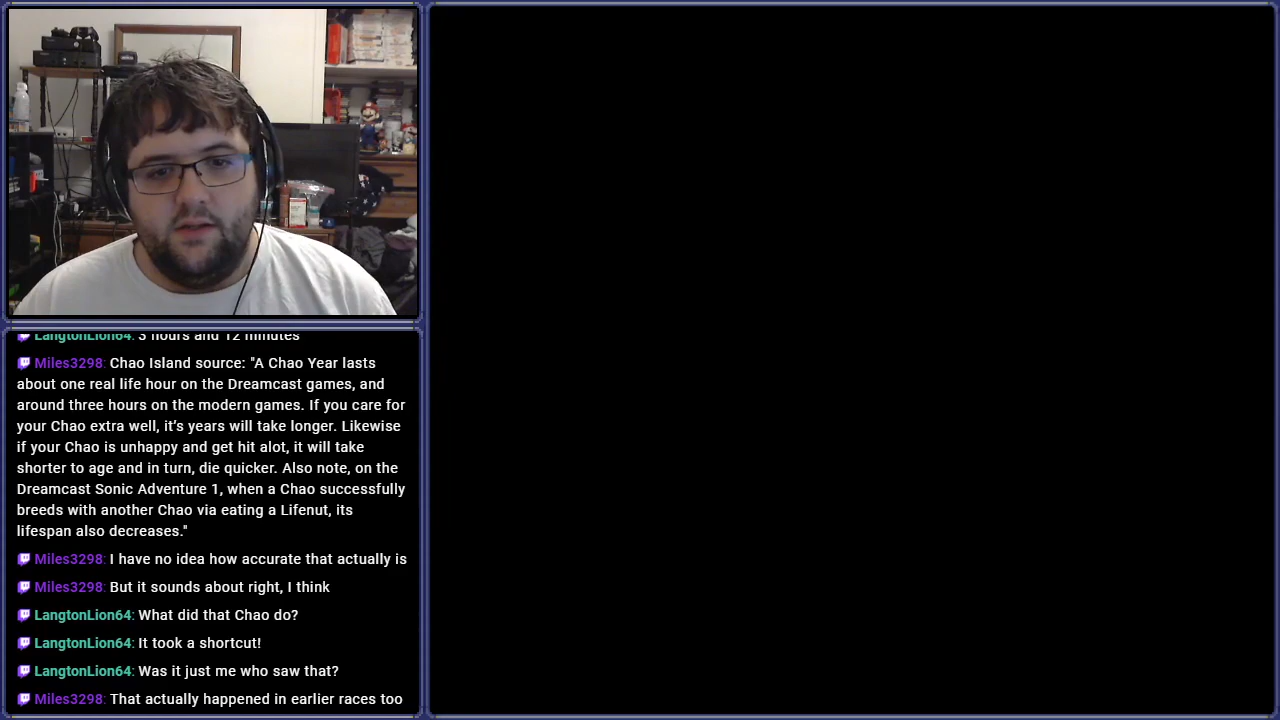 LangtonLion64: 3 hours and 12 minutes
Miles3298: Chao Island source: "A Chao Year lasts
about one real life hour on the Dreamcast games, and
around three hours on the modern games. If you care for
your Chao extra well, it's years will take longer. Likewise
if your Chao is unhappy and get hit alot, it will take
shorter to age and in turn, die quicker. Also note, on the
Dreamcast Sonic Adventure 1, when a Chao successfully
breeds with another Chao via eating a Lifenut, its
lifespan also decreases."
Miles3298: I have no idea how accurate that actually is
Miles3298: But it sounds about right, I think
LangtonLion64: What did that Chao do?
LangtonLion64: It took a shortcut!
LangtonLion64: Was it just me who saw that?
Miles3298: That actually happened in earlier races too